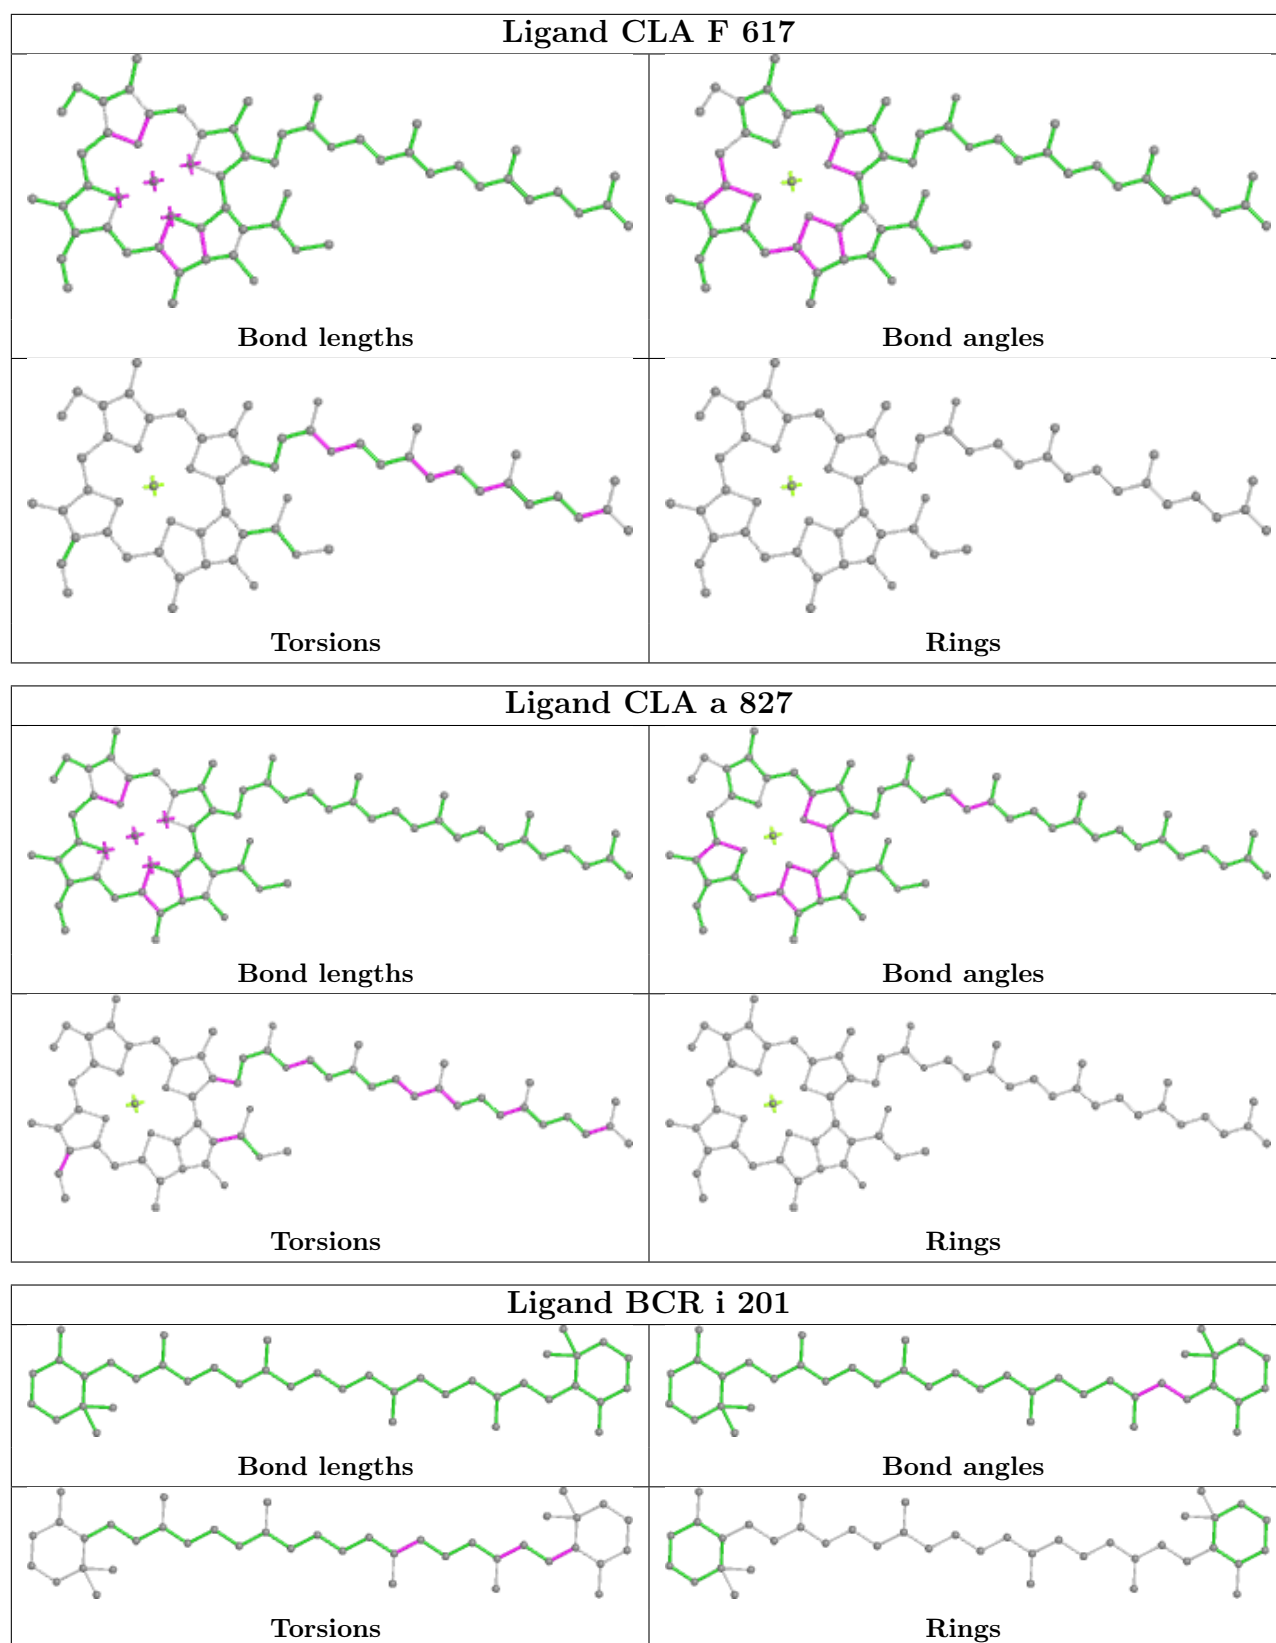 Ligand CLA F 617
Bond lengths
Bond angles
Torsions
Rings
Ligand CLA a 827
Bond lengths
Bond angles
Torsions
Rings
Ligand BCR i 201
Bond lengths
Bond angles
Torsions
Rings